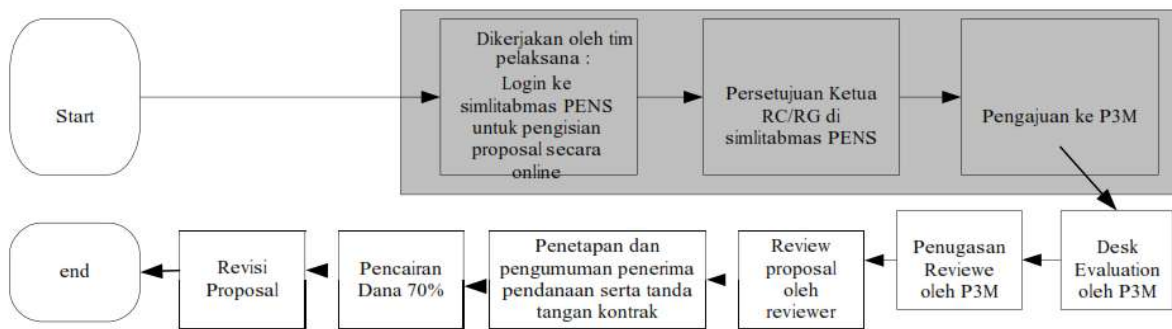 Start
Dikerjakan oleh tim
pelaksana :
Login ke
simlitabmas PENS
untuk pengisian
proposal secara
online
Persetujuan Ketua
RC/RG di
simlitabmas PENS
Pengajuan ke P3M
Desk
Evaluation
oleh P3M
Penugasan
Reviewe
oleh P3M
Review
proposal
oleh
reviewer
Penetapan dan
pengumuman penerima
pendanaan serta tanda
tangan kontrak
Pencairan
Dana 70%
Revisi
Proposal
end